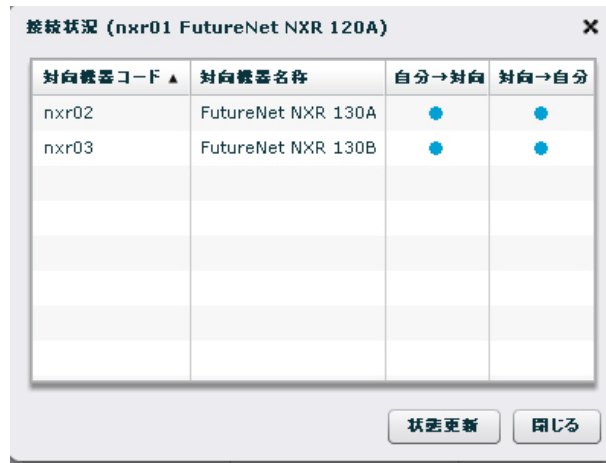 接続状況 (nxr01 FutureNet NXR 120A)
対向機器コード ▲ 対向機器名称 自分→対向 対向→自分
nxr02 FutureNet NXR 130A ● ●
nxr03 FutureNet NXR 130B ● ●
状態更新 閉じる